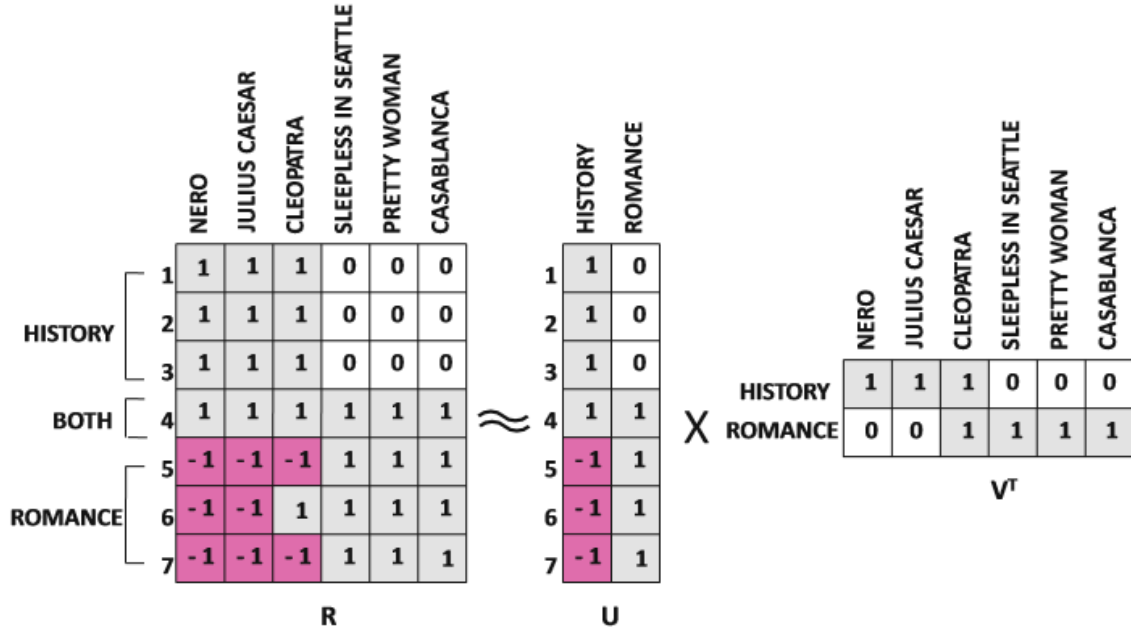 NERO JULIUS CAESAR CLEOPATRA SLEEPLESS IN SEATTLE PRETTY WOMAN CASABLANCA
1 1 1 1 0 0 0
2 1 1 1 0 0 0
3 1 1 1 0 0 0
4 1 1 1 1 1 1
5 -1 -1 -1 1 1 1
6 -1 -1 1 1 1 1
7 -1 -1 -1 1 1 1
HISTORY
BOTH
ROMANCE
R
≈
HISTORY ROMANCE
1 1 0
2 1 0
3 1 0
4 1 1
5 -1 1
6 -1 1
7 -1 1
U
X
NERO JULIUS CAESAR CLEOPATRA SLEEPLESS IN SEATTLE PRETTY WOMAN CASABLANCA
HISTORY 1 1 1 0 0 0
ROMANCE 0 0 1 1 1 1
Vᵀ